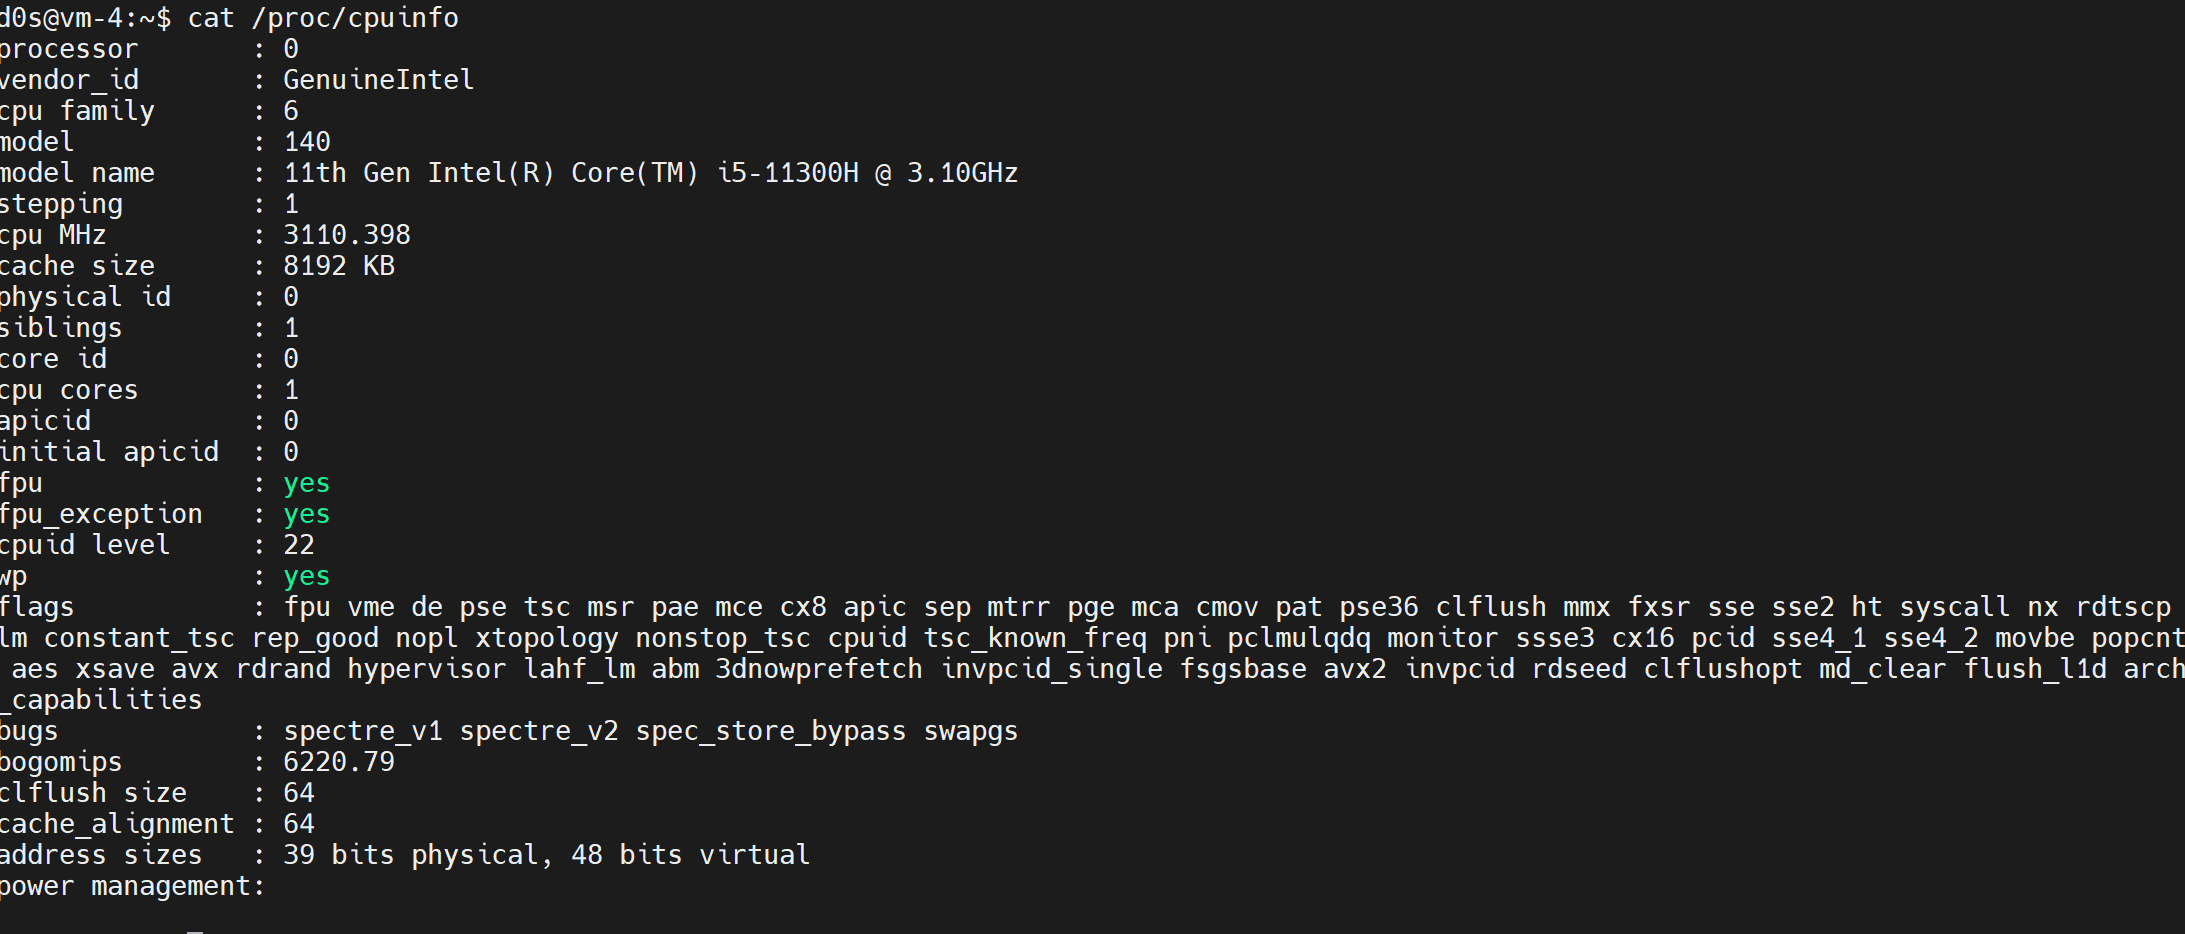 d0s@vm-4:~$ cat /proc/cpuinfo
processor : 0
vendor_id : GenuineIntel
cpu family : 6
model : 140
model name : 11th Gen Intel(R) Core(TM) i5-11300H @ 3.10GHz
stepping : 1
cpu MHz : 3110.398
cache size : 8192 KB
physical id : 0
siblings : 1
core id : 0
cpu cores : 1
apicid : 0
initial apicid : 0
fpu : yes
fpu_exception : yes
cpuid level : 22
wp : yes
flags : fpu vme de pse tsc msr pae mce cx8 apic sep mtrr pge mca cmov pat pse36 clflush mmx fxsr sse sse2 ht syscall nx rdtscp
lm constant_tsc rep_good nopl xtopology nonstop_tsc cpuid tsc_known_freq pni pclmulqdq monitor ssse3 cx16 pcid sse4_1 sse4_2 movbe popcnt
aes xsave avx rdrand hypervisor lahf_lm abm 3dnowprefetch invpcid_single fsgsbase avx2 invpcid rdseed clflushopt md_clear flush_l1d arch
_capabilities
bugs : spectre_v1 spectre_v2 spec_store_bypass swapgs
bogomips : 6220.79
clflush size : 64
cache_alignment : 64
address sizes : 39 bits physical, 48 bits virtual
power management: